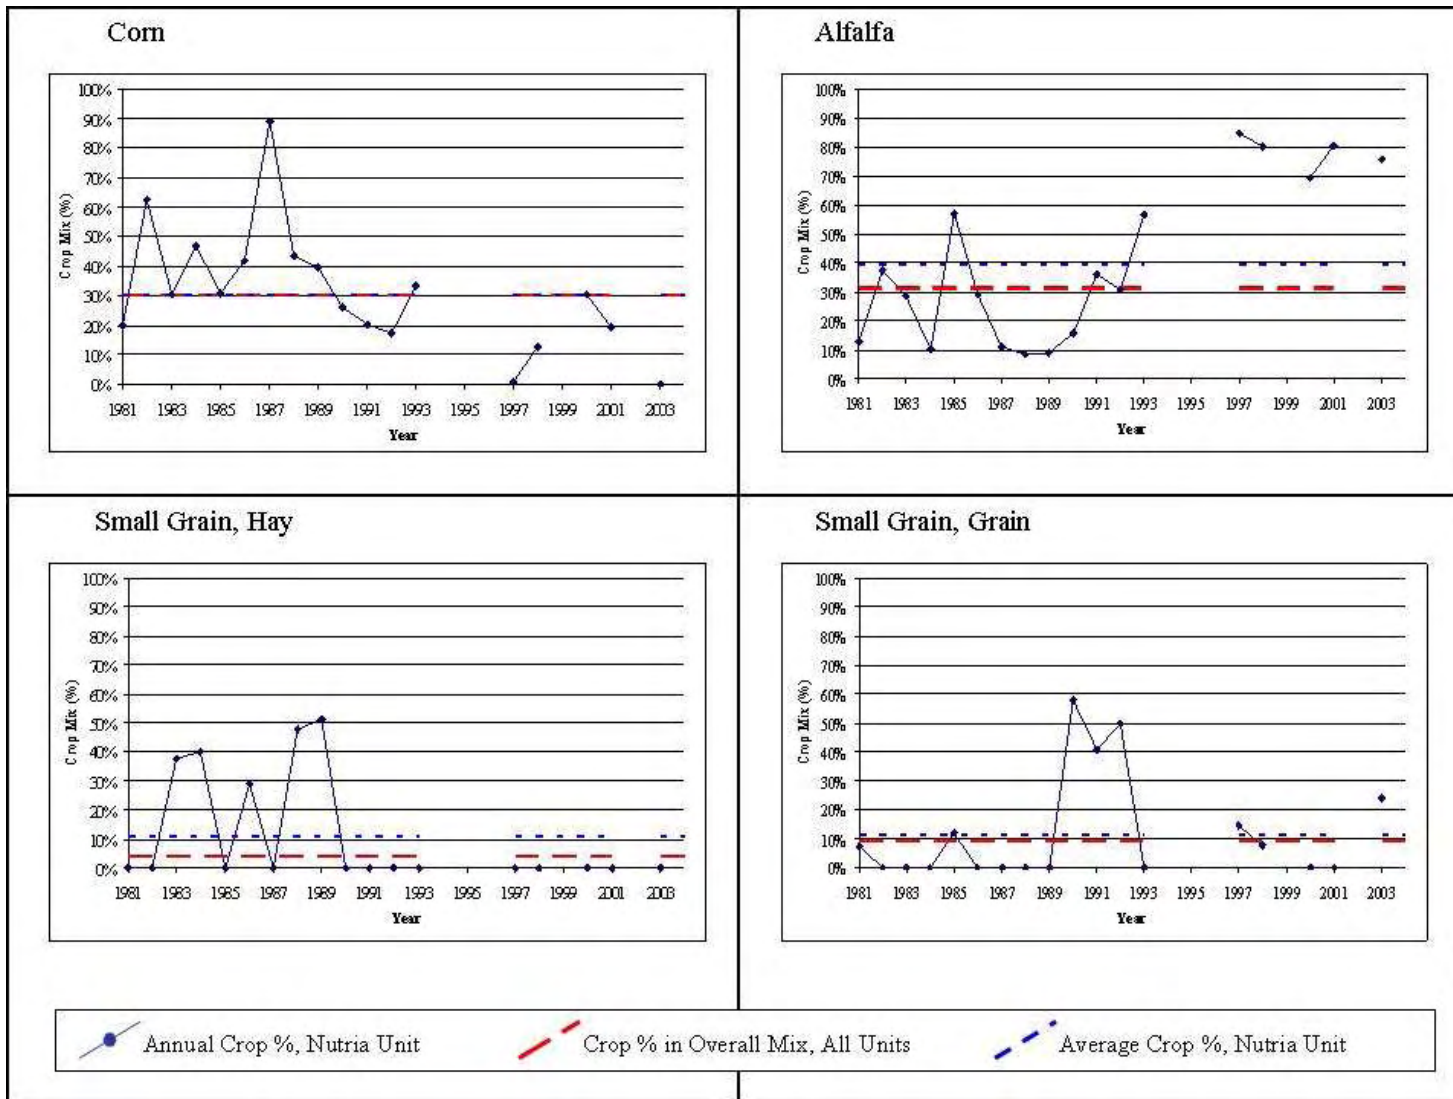 Corn
100%
90%
80%
70%
60%
50%
40%
30%
20%
10%
0%
Crop Mix (%)
1981 1983 1985 1987 1989 1991 1993 1995 1997 1999 2001 2003
Year
Alfalfa
100%
90%
80%
70%
60%
50%
40%
30%
20%
10%
0%
Crop Mix (%)
1981 1983 1985 1987 1989 1991 1993 1995 1997 1999 2001 2003
Year
Small Grain, Hay
100%
90%
80%
70%
60%
50%
40%
30%
20%
10%
0%
Crop Mix (%)
1981 1983 1985 1987 1989 1991 1993 1995 1997 1999 2001 2003
Year
Small Grain, Grain
100%
90%
80%
70%
60%
50%
40%
30%
20%
10%
0%
Crop Mix (%)
1981 1983 1985 1987 1989 1991 1993 1995 1997 1999 2001 2003
Year
Annual Crop %, Nutria Unit
Crop % in Overall Mix, All Units
Average Crop %, Nutria Unit